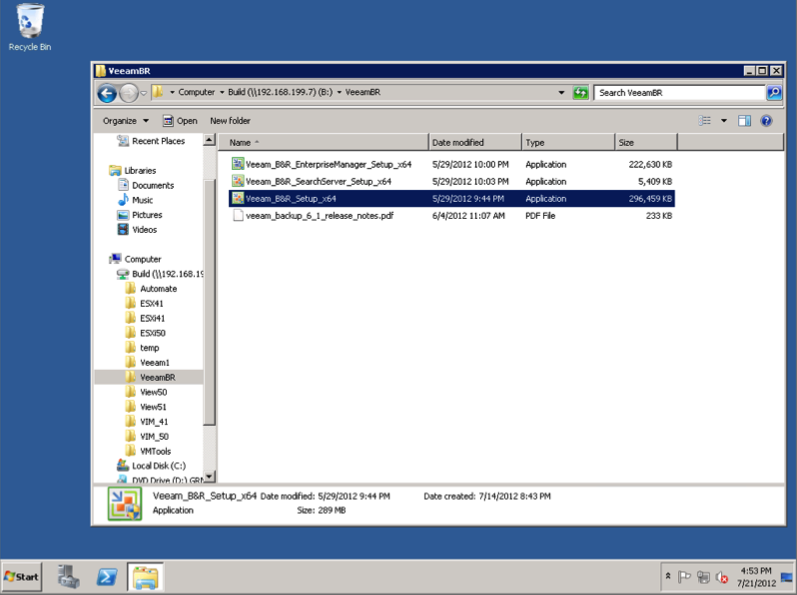 Recycle Bin
VeeamBR
Computer Build (\\192.168.199.7) (B:) VeeamBR
Search VeeamBR
Organize Open New folder
Recent Places
Libraries
Documents
Music
Pictures
Videos
Computer
Build (\\192.168.19
Automate
ESX41
ESXi41
ESXi50
temp
Veeam1
VeeamBR
View50
View51
VIM_41
VIM_50
VMTools
Local Disk (C:)
DVD Drive (D:) GRM
Name Date modified Type Size
Veeam_B&R_EnterpriseManager_Setup_x64 5/29/2012 10:00 PM Application 222,630 KB
Veeam_B&R_SearchServer_Setup_x64 5/29/2012 10:03 PM Application 5,409 KB
Veeam_B&R_Setup_x64 5/29/2012 9:44 PM Application 296,459 KB
veeam_backup_6_1_release_notes.pdf 6/4/2012 11:07 AM PDF File 233 KB
Veeam_B&R_Setup_x64 Date modified: 5/29/2012 9:44 PM Date created: 7/14/2012 8:43 PM
Application Size: 289 MB
Start
4:53 PM
7/21/2012